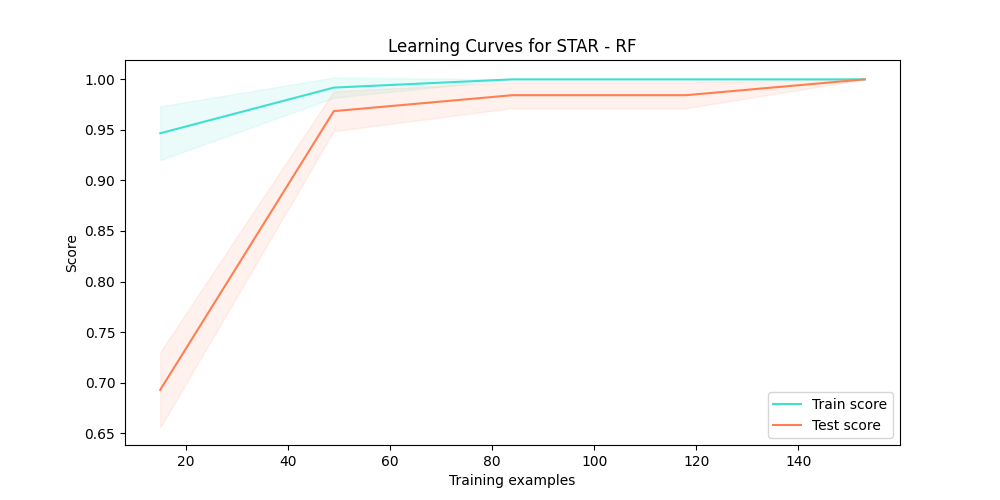 Learning Curves for STAR - RF
1.00
0.95
0.90
0.85
0.80
0.75
0.70
0.65
Score
Train score
Test score
20 40 60 80 100 120 140
Training examples